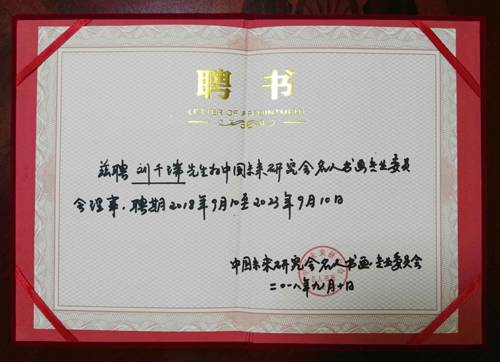 聘书
LETTER OF APPOINTMENT
兹聘 刘千瑞 先生为中国未来研究会名人书画专业委员
会理事，聘期2018年9月10至2023年9月10日
中国未来研究会名人书画专业委员会
二〇一八年九月十日